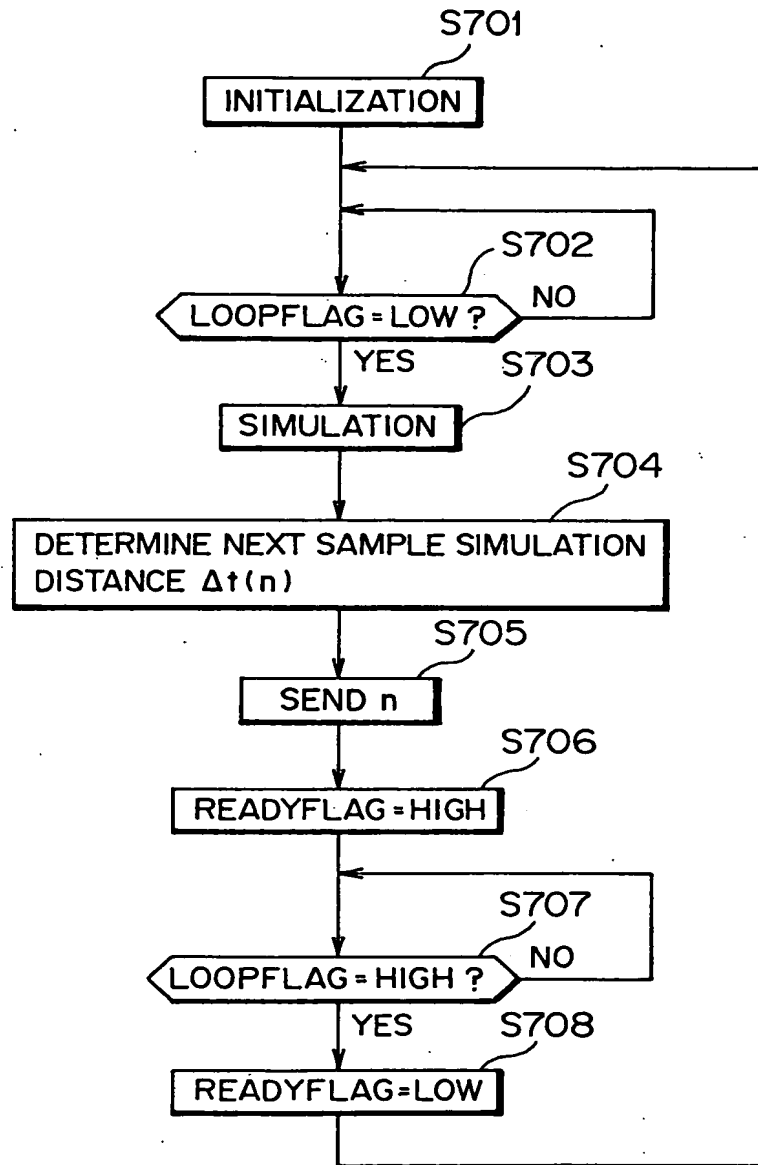 S701
INITIALIZATION
S702
LOOPFLAG=LOW ?
NO
YES
S703
SIMULATION
S704
DETERMINE NEXT SAMPLE SIMULATION
DISTANCE Δt(n)
S705
SEND n
S706
READYFLAG=HIGH
S707
LOOPFLAG=HIGH ?
NO
YES
S708
READYFLAG=LOW